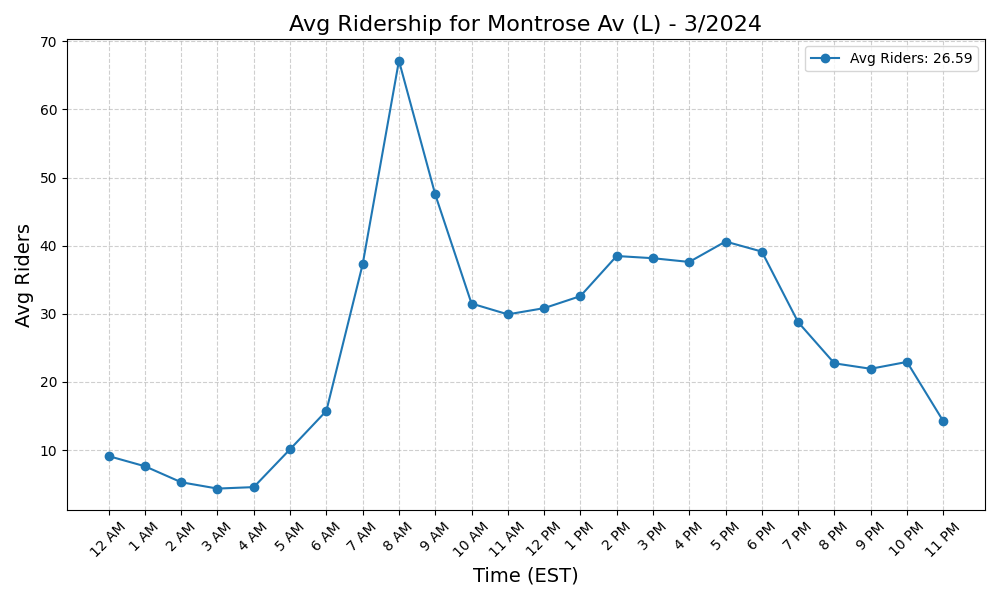 Avg Ridership for Montrose Av (L) - 3/2024
Avg Riders: 26.59
Avg Riders
70
60
50
40
30
20
10
12 AM
1 AM
2 AM
3 AM
4 AM
5 AM
6 AM
7 AM
8 AM
9 AM
10 AM
11 AM
12 PM
1 PM
2 PM
3 PM
4 PM
5 PM
6 PM
7 PM
8 PM
9 PM
10 PM
11 PM
Time (EST)